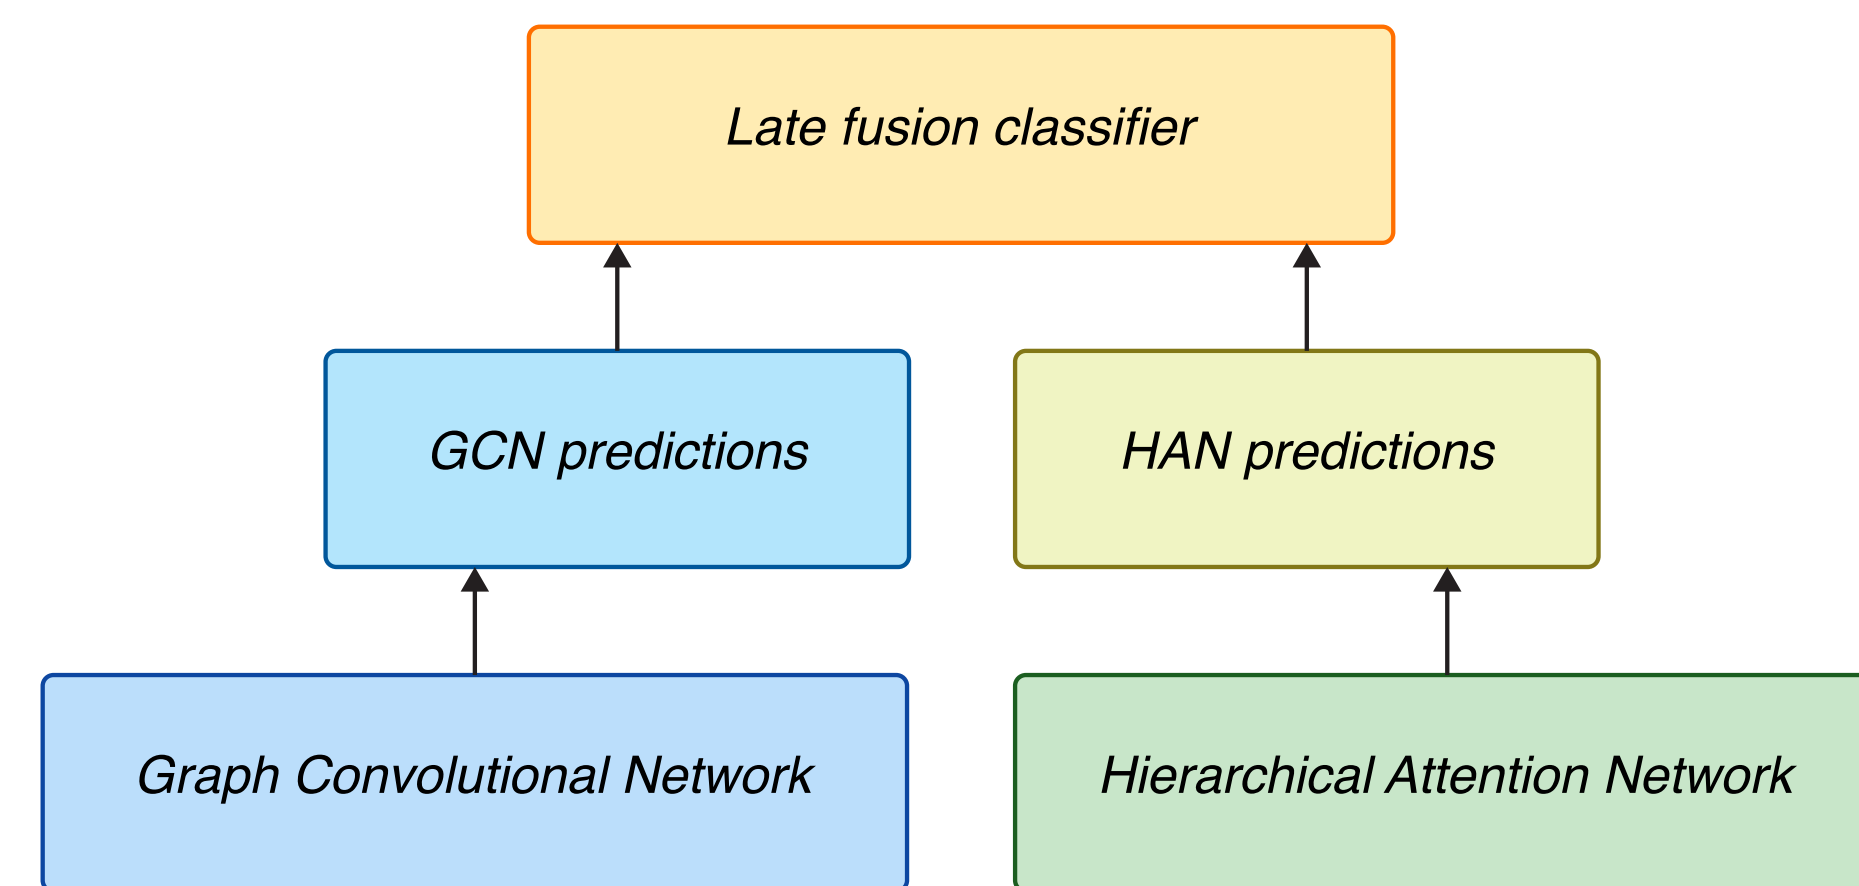 Late fusion classifier
GCN predictions
HAN predictions
Graph Convolutional Network
Hierarchical Attention Network